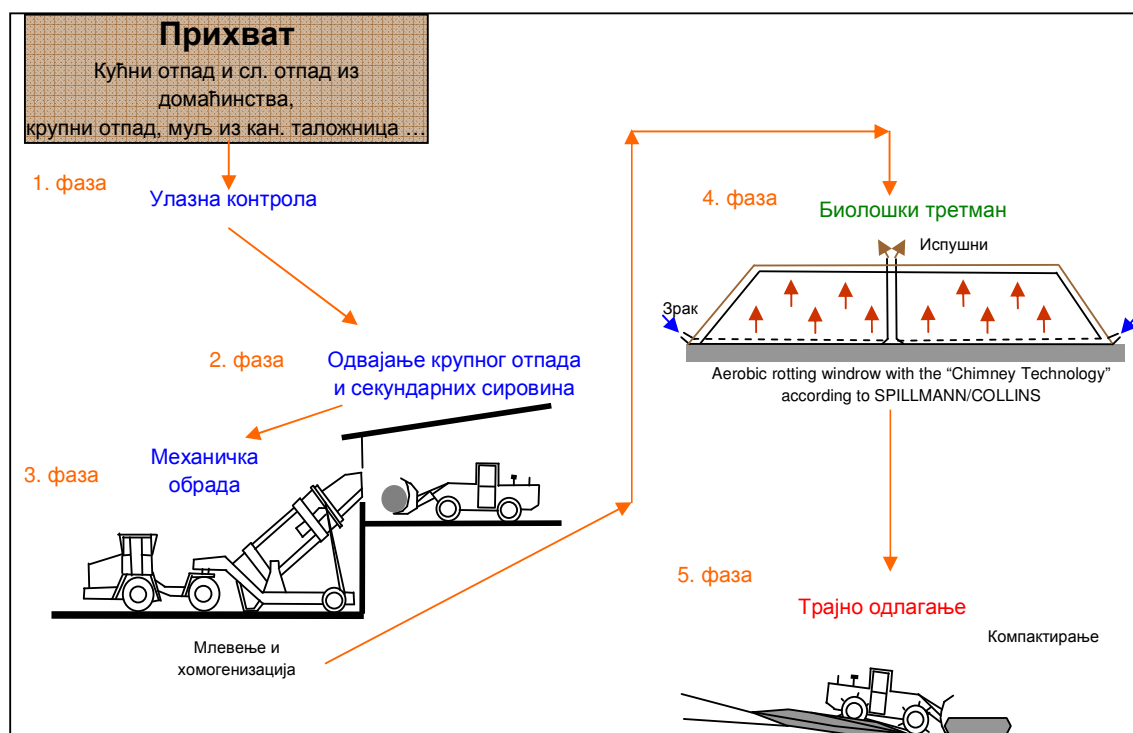 Прихват
Кућни отпад и сл. отпад из
домаћинства,
крупни отпад, муљ из кан. таложница ...
1. фаза
Улазна контрола
2. фаза
Одвајање крупног отпада
и секундарних сировина
3. фаза
Механичка
обрада
Млевење и
хомогенизација
4. фаза
Биолошки третман
Испушни
Зрак
Aerobic rotting windrow with the “Chimney Technology”
according to SPILLMANN/COLLINS
5. фаза
Трајно одлагање
Компактирање